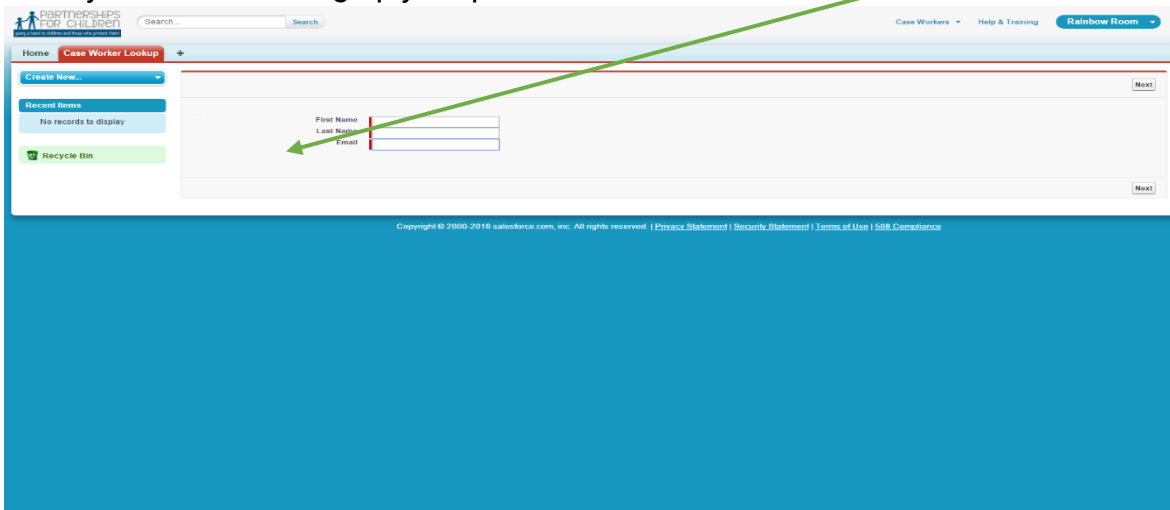 PARTNERSHIPS
FOR CHILDREN
Search...
Search
Case Workers
Help & Training
Rainbow Room
Home
Case Worker Lookup
+
Create New...
Next
Recent Items
No records to display
First Name
Last Name
Email
Recycle Bin
Next
Copyright © 2000-2016 salesforce.com, inc. All rights reserved. | Privacy Statement | Security Statement | Terms of Use | 508 Compliance